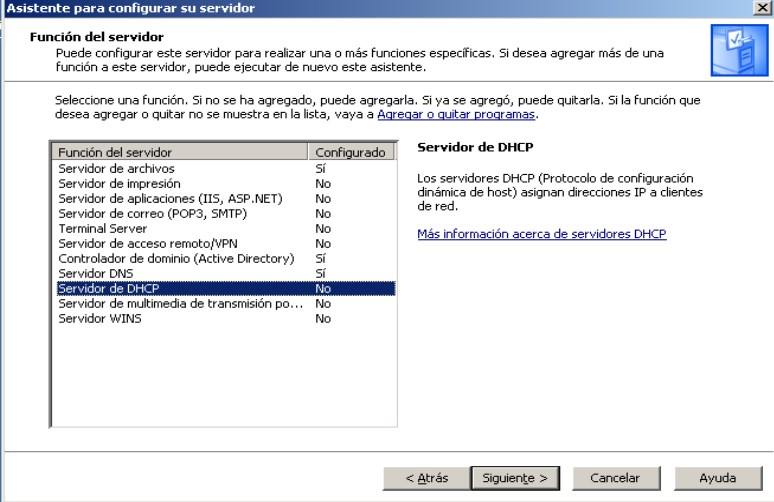 Asistente para configurar su servidor
Función del servidor
Puede configurar este servidor para realizar una o más funciones específicas. Si desea agregar más de una
función a este servidor, puede ejecutar de nuevo este asistente.
Seleccione una función. Si no se ha agregado, puede agregarla. Si ya se agregó, puede quitarla. Si la función que
desea agregar o quitar no se muestra en la lista, vaya a Agregar o quitar programas.
Función del servidor Configurado
Servidor de archivos Sí
Servidor de impresión No
Servidor de aplicaciones (IIS, ASP.NET) No
Servidor de correo (POP3, SMTP) No
Terminal Server No
Servidor de acceso remoto/VPN No
Controlador de dominio (Active Directory) Sí
Servidor DNS Sí
Servidor de DHCP No
Servidor de multimedia de transmisión po... No
Servidor WINS No
Servidor de DHCP
Los servidores DHCP (Protocolo de configuración
dinámica de host) asignan direcciones IP a clientes
de red.
Más información acerca de servidores DHCP
< Atrás Siguiente > Cancelar Ayuda